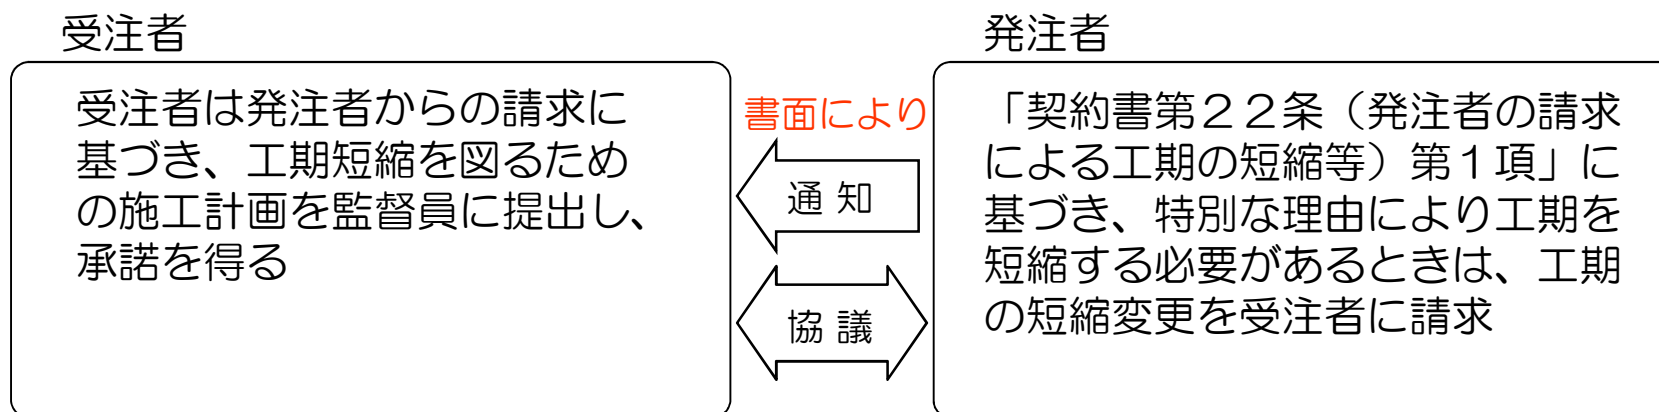 受注者
受注者は発注者からの請求に
基づき、工期短縮を図るため
の施工計画を監督員に提出し、
承諾を得る
書面により
通 知
協 議
発注者
「契約書第２２条（発注者の請求
による工期の短縮等）第１項」に
基づき、特別な理由により工期を
短縮する必要があるときは、工期
の短縮変更を受注者に請求